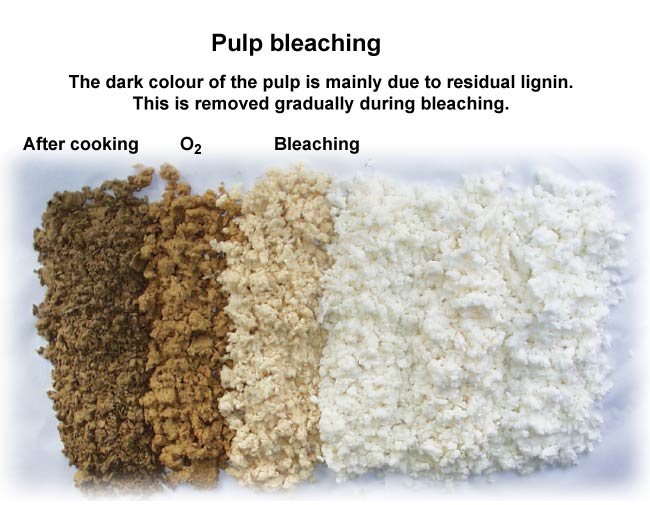 Pulp bleaching
The dark colour of the pulp is mainly due to residual lignin.
This is removed gradually during bleaching.
After cooking O₂ Bleaching